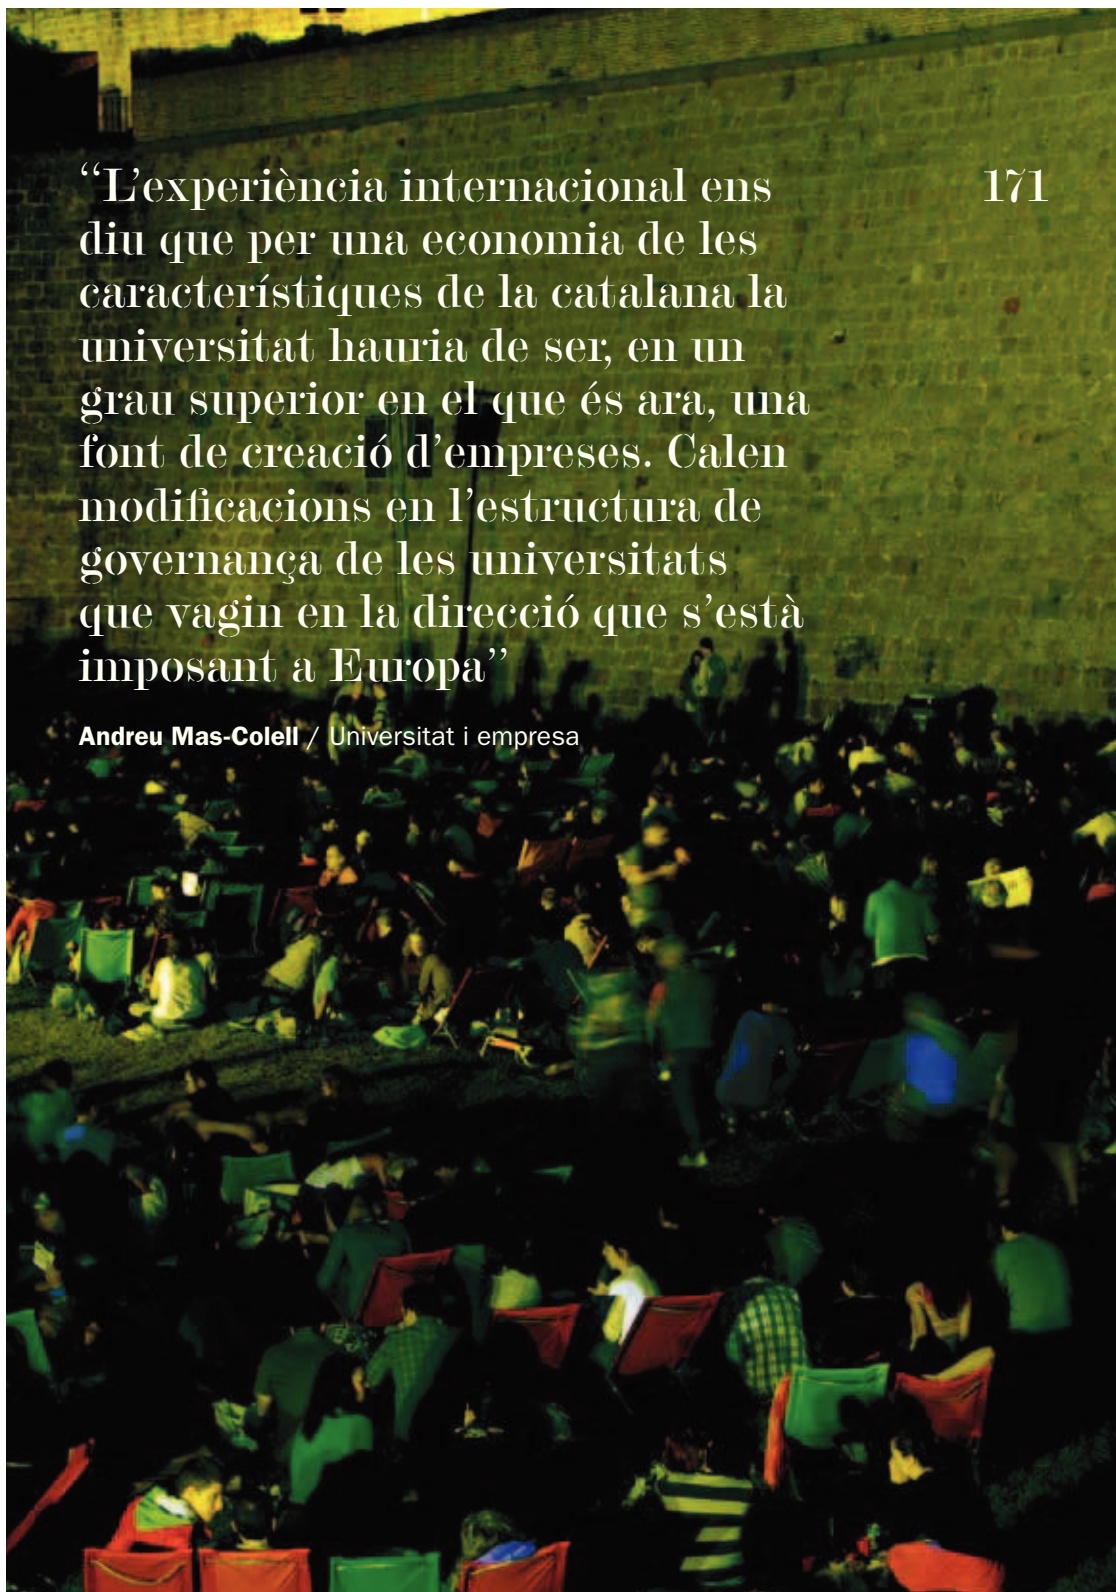 “L’experiència internacional ens
171
diu que per una economia de les
característiques de la catalana la
universitat hauria de ser, en un
grau superior en el que és ara, una
font de creació d’empreses. Calen
modificacions en l’estructura de
governança de les universitats
que vagin en la direcció que s’està
imposant a Europa”
Andreu Mas-Colell / Universitat i empresa